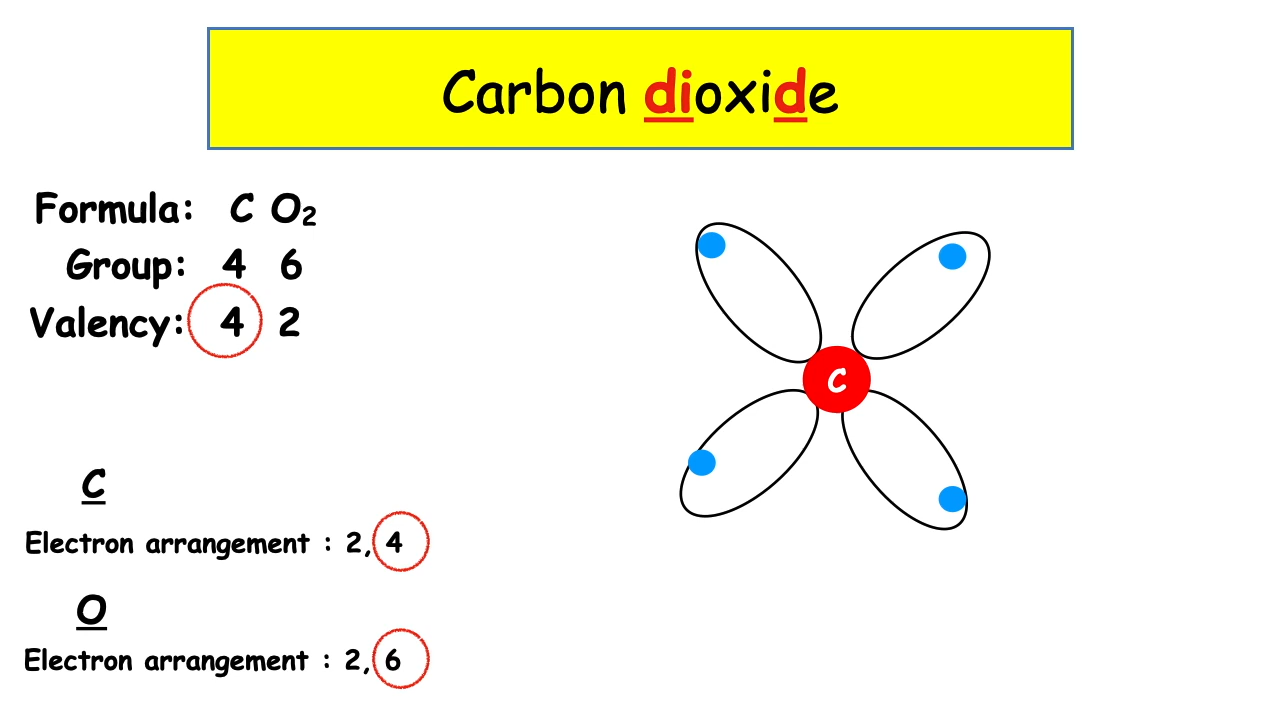 Carbon dioxide
Formula: C O₂
Group: 4 6
Valency: 4 2
C
C
Electron arrangement : 2, 4
O
Electron arrangement : 2, 6